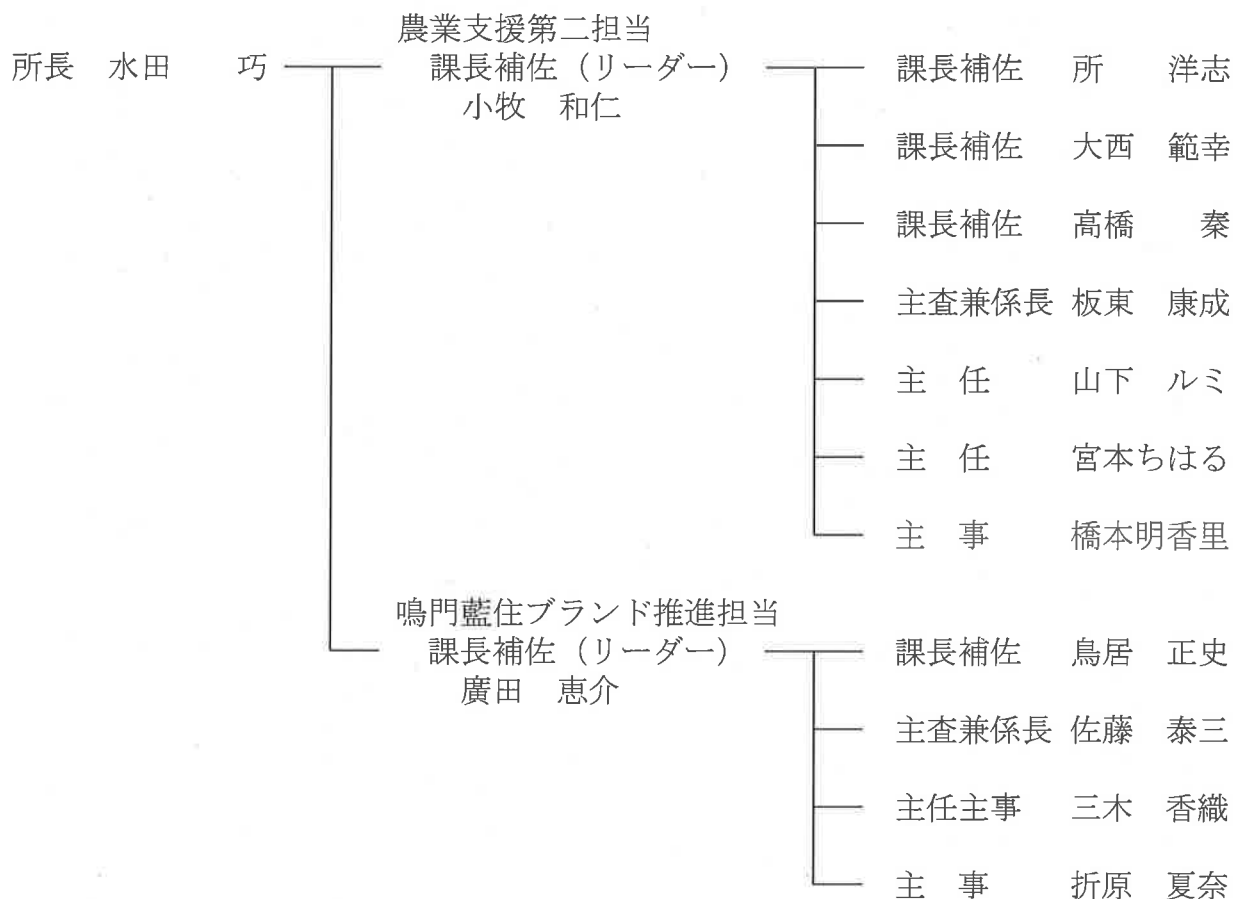 農業支援第二担当
所長 水田 巧 課長補佐（リーダー） 課長補佐 所 洋志
小牧 和仁
課長補佐 大西 範幸
課長補佐 高橋 秦
主査兼係長 板東 康成
主任 山下 ルミ
主任 宮本ちはる
主事 橋本明香里
鳴門藍住ブランド推進担当
課長補佐（リーダー） 課長補佐 鳥居 正史
廣田 恵介
主査兼係長 佐藤 泰三
主任主事 三木 香織
主事 折原 夏奈